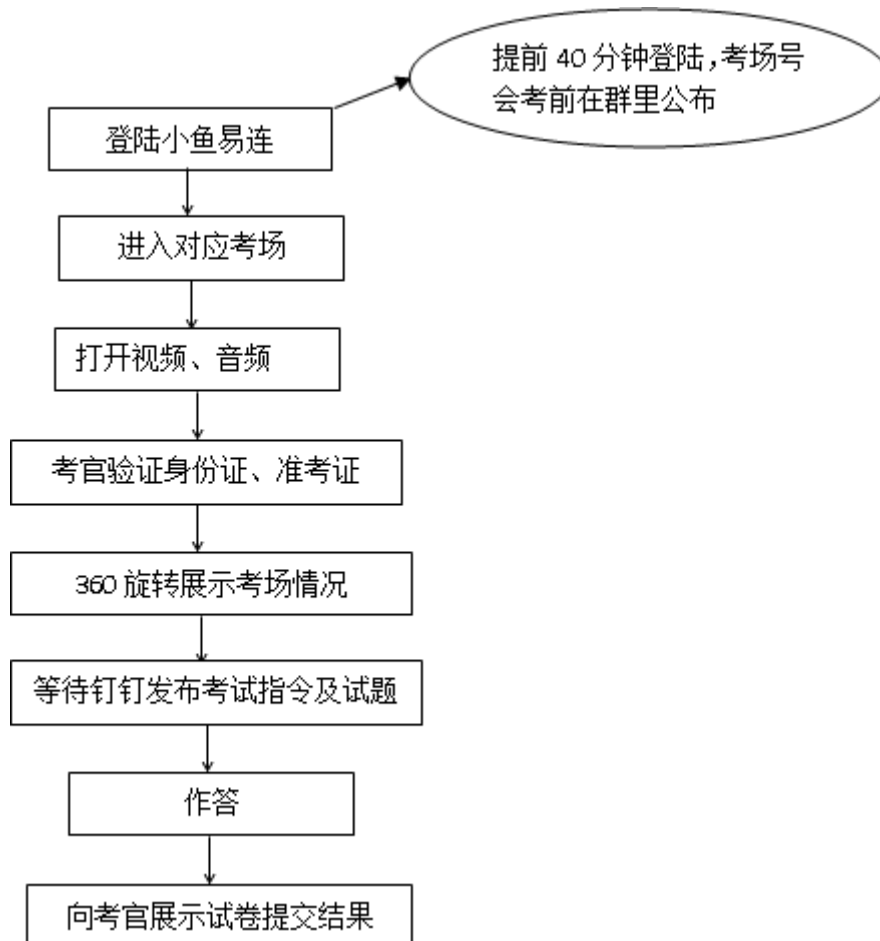 提前 40 分钟登陆,考场号
会考前在群里公布
登陆小鱼易连
进入对应考场
打开视频、音频
考官验证身份证、准考证
360 旋转展示考场情况
等待钉钉发布考试指令及试题
作答
向考官展示试卷提交结果